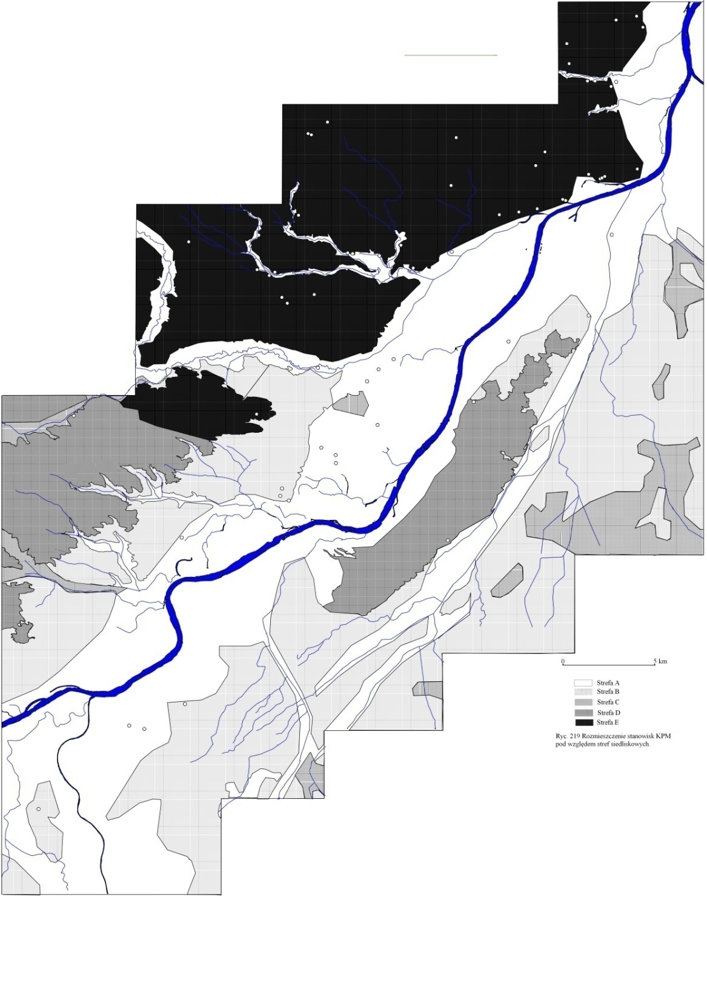 0 5 km
Strefa A
Strefa B
Strefa C
Strefa D
Strefa E
Ryc. 219 Rozmieszczenie stanowisk KPM
pod względem stref siedliskowych.